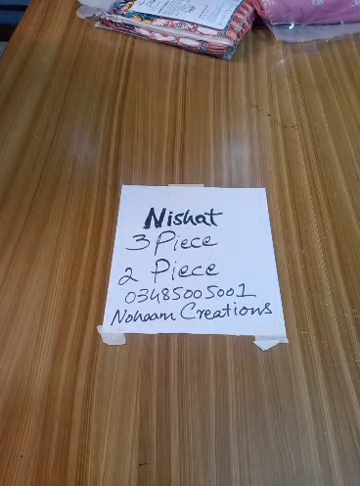 Nishat
3 Piece
2 Piece
03485005001
Nohaam Creations